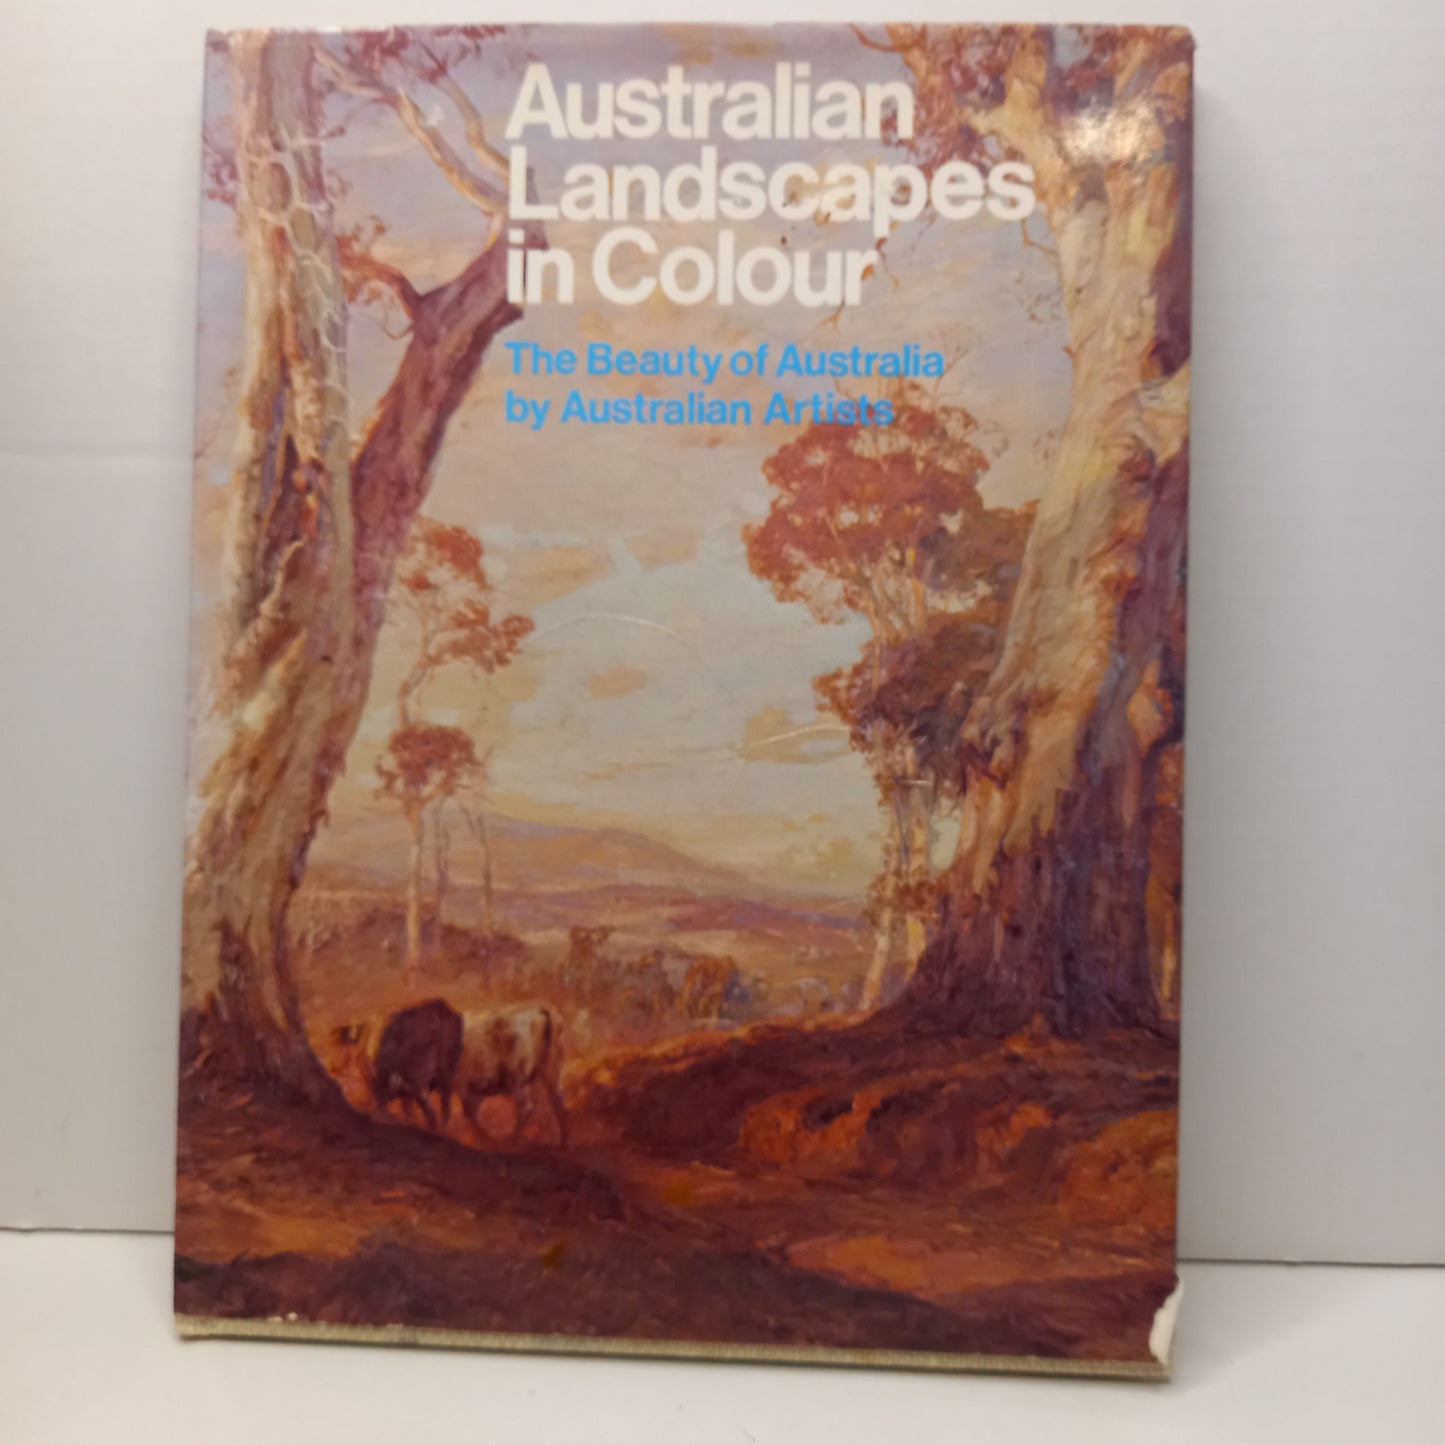 Australian
Landscapes
in Colour
The Beauty of Australia
by Australian Artists